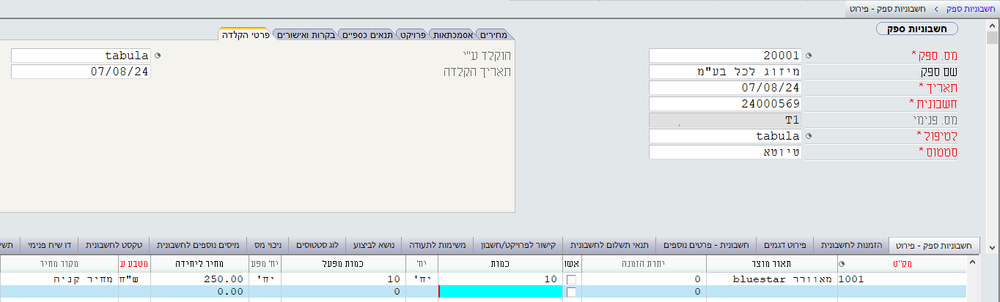 חשבוניות ספק > חשבוניות ספק - פירוט
חשבוניות ספק
מס. ספק * 20001
שם ספק מיזוג לכל בע"מ
תאריך * 07/08/24
חשבונית * 24000569
מס. פנימי T1
לטיפול * tabula
סטטוס * טיוטא
מחירים אסמכתאות פרויקט תנאים כספיים בקרות ואישורים פרטי הקלדה
הוקלד ע"י tabula
תאריך הקלדה 07/08/24
חשבוניות ספק - פירוט הזמנות לחשבונית פירוט דגמים חשבונית - פרטים נוספים תנאי תשלום לחשבונית קישור לפרויקט/חשבון משימות לתעודה נושא לביצוע לוג סטטוסים ניכוי מס מיסים נוספים לחשבונית טקסט לחשבונית דו שיח פנימי תשי
מק"ט תאור מוצר יתרת הזמנה אשו כמות יח' כמות מפעל יח' מפע מחיר ליחידה מטבע ע מקור מחיר
1001 מאוורר bluestar 0 10 יח' 10 יח' 250.00 ש"ח מחיר קניה
0 0 0.00